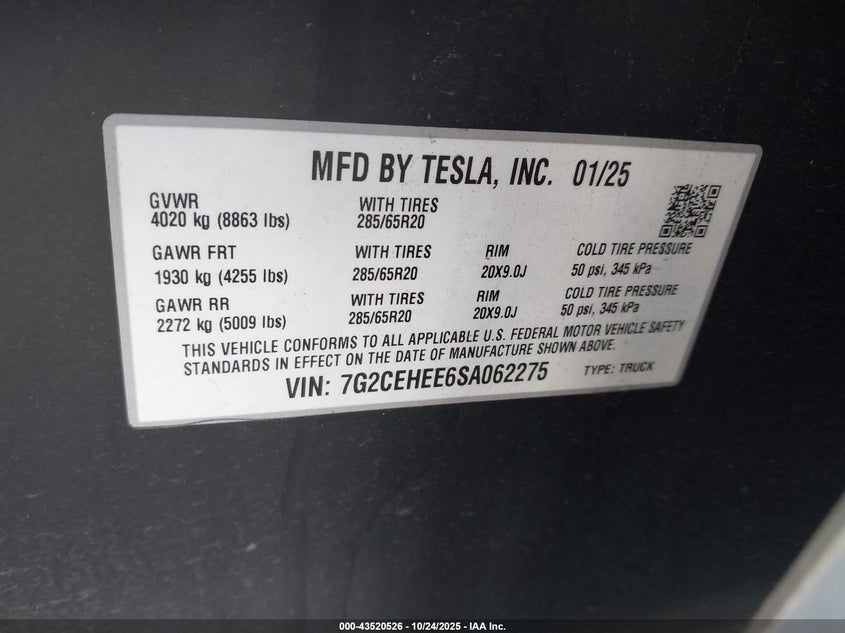 MFD BY TESLA, INC. 01/25
GVWR WITH TIRES
4020 kg (8863 lbs) 285/65R20
GAWR FRT WITH TIRES RIM COLD TIRE PRESSURE
1930 kg (4255 lbs) 285/65R20 20X9.0J 50 psi, 345 kPa
GAWR RR WITH TIRES RIM COLD TIRE PRESSURE
2272 kg (5009 lbs) 285/65R20 20X9.0J 50 psi, 345 kPa
THIS VEHICLE CONFORMS TO ALL APPLICABLE U.S. FEDERAL MOTOR VEHICLE SAFETY
STANDARDS IN EFFECT ON THE DATE OF MANUFACTURE SHOWN ABOVE.
VIN: 7G2CEHEE6SA062275 TYPE: TRUCK
000-43520526 - 10/24/2025 - IAA Inc.